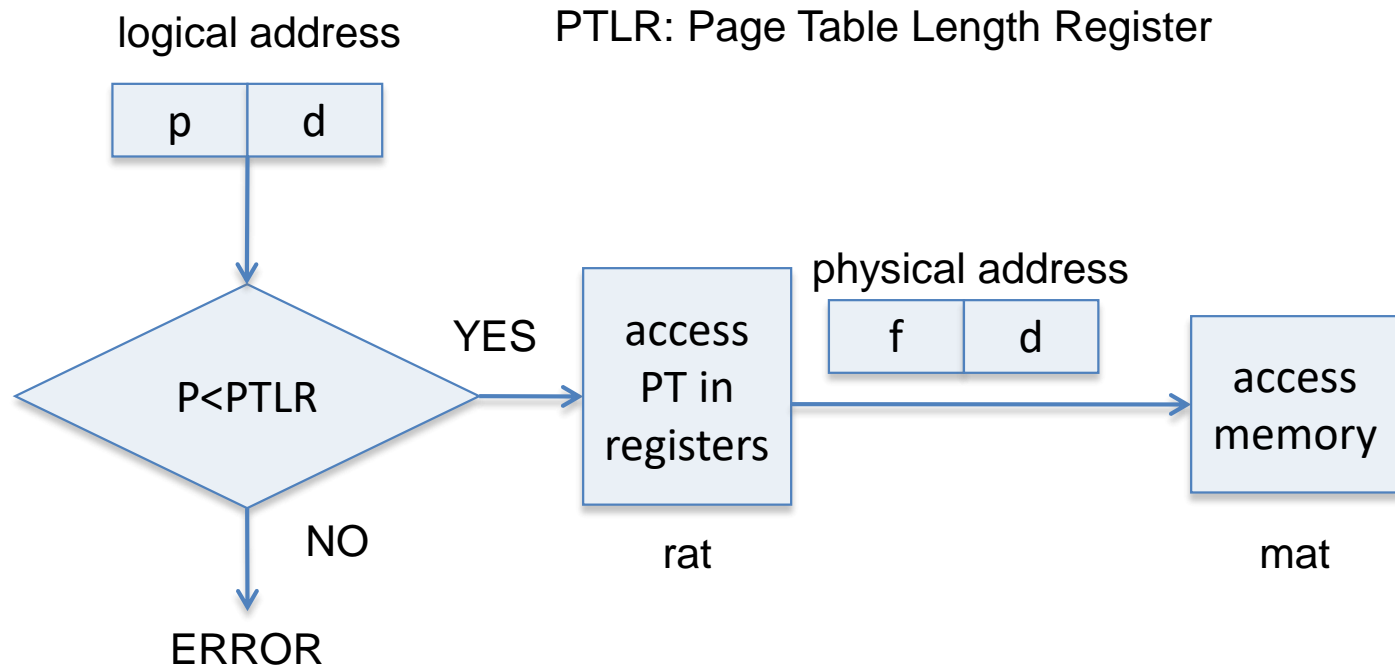 PTLR: Page Table Length Register
logical address
p d
P<PTLR
YES
NO
ERROR
access
PT in
registers
rat
physical address
f d
access
memory
mat